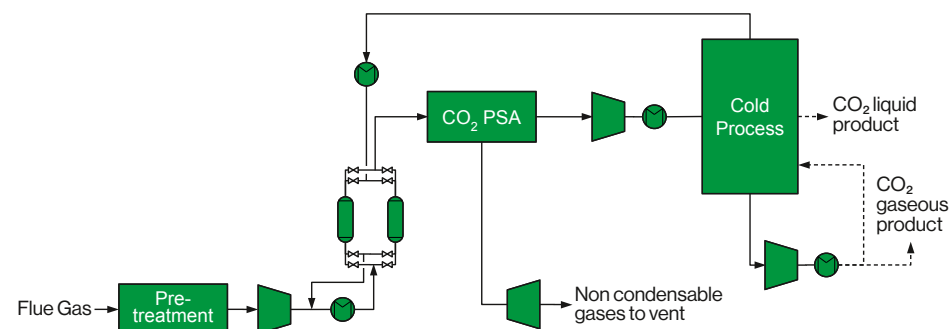 Flue Gas
Pre-
treatment
CO₂ PSA
Non condensable
gases to vent
Cold
Process
CO₂ liquid
product
CO₂
gaseous
product